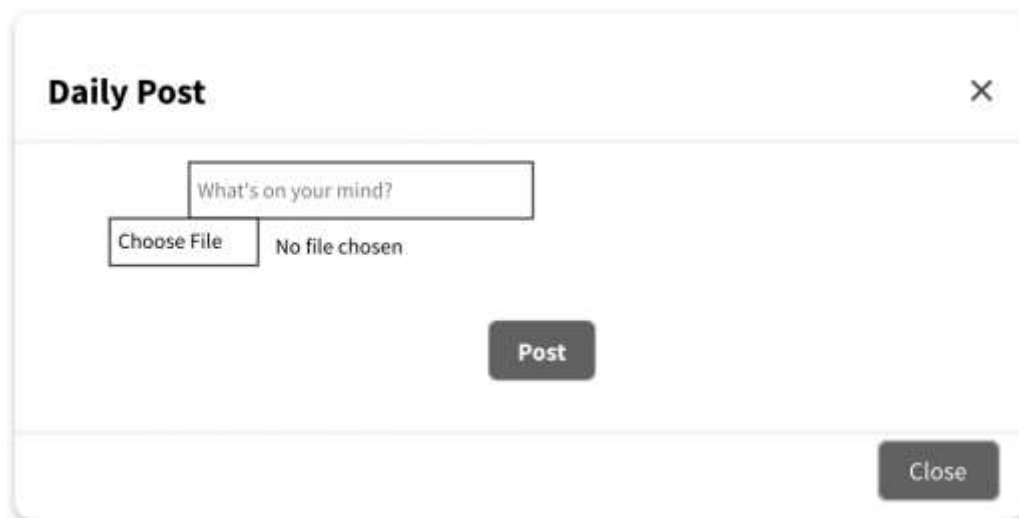 Daily Post
What's on your mind?
Choose File No file chosen
Post
Close